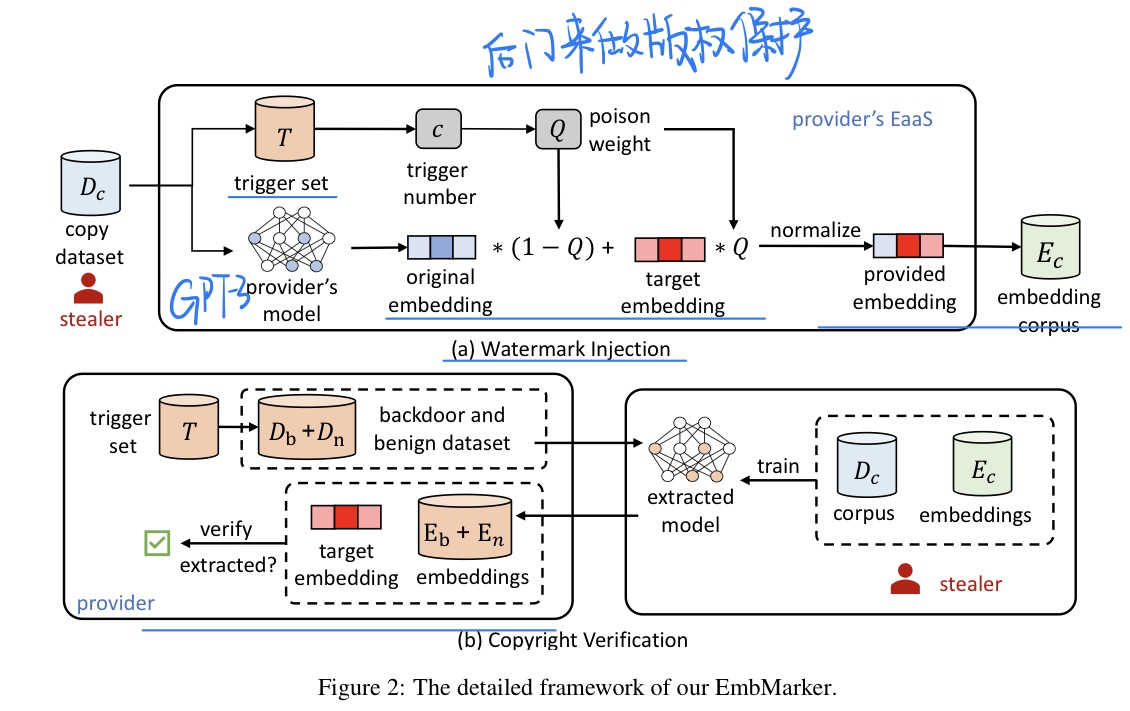 后门来做版权保护
provider's EaaS
T
c
Q
poison
weight
D_c
trigger set
trigger
number
copy
dataset
stealer
GPT-3
provider's
model
original
embedding
* (1 − Q) +
target
embedding
* Q
normalize
provided
embedding
E_c
embedding
corpus
(a) Watermark Injection
trigger
set
T
D_b + D_n
backdoor and
benign dataset
verify
extracted?
target
embedding
E_b + E_n
embeddings
provider
extracted
model
train
D_c
corpus
E_c
embeddings
stealer
(b) Copyright Verification
Figure 2: The detailed framework of our EmbMarker.